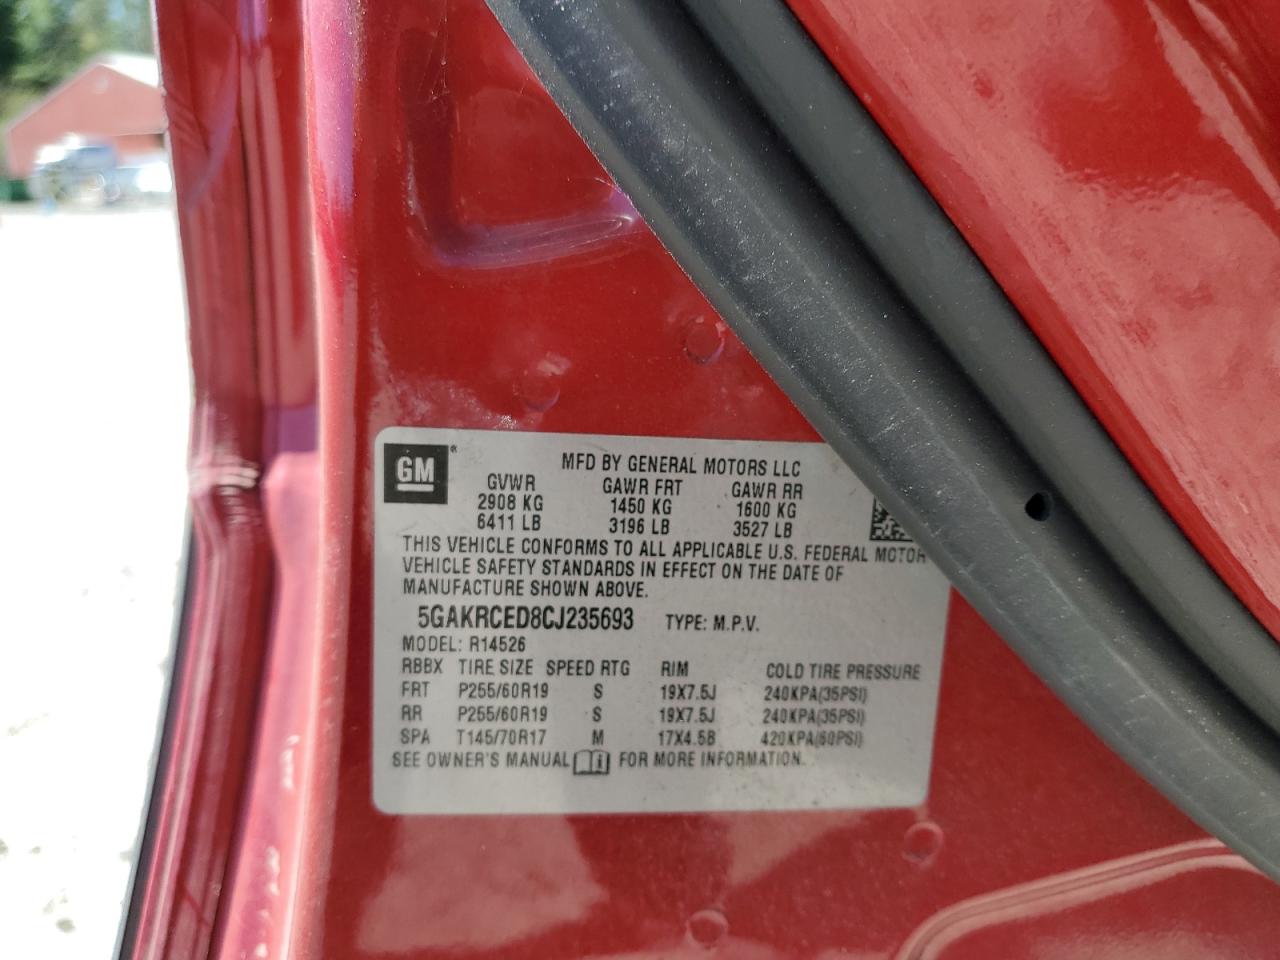 GM ®
MFD BY GENERAL MOTORS LLC
GVWR GAWR FRT GAWR RR
2908 KG 1450 KG 1600 KG
6411 LB 3196 LB 3527 LB
THIS VEHICLE CONFORMS TO ALL APPLICABLE U.S. FEDERAL MOTOR
VEHICLE SAFETY STANDARDS IN EFFECT ON THE DATE OF
MANUFACTURE SHOWN ABOVE.
5GAKRCED8CJ235693 TYPE: M.P.V.
MODEL: R14526
RBBX TIRE SIZE SPEED RTG RIM COLD TIRE PRESSURE
FRT P255/60R19 S 19X7.5J 240KPA(35PSI)
RR P255/60R19 S 19X7.5J 240KPA(35PSI)
SPA T145/70R17 M 17X4.5B 420KPA(60PSI)
SEE OWNER'S MANUAL FOR MORE INFORMATION.